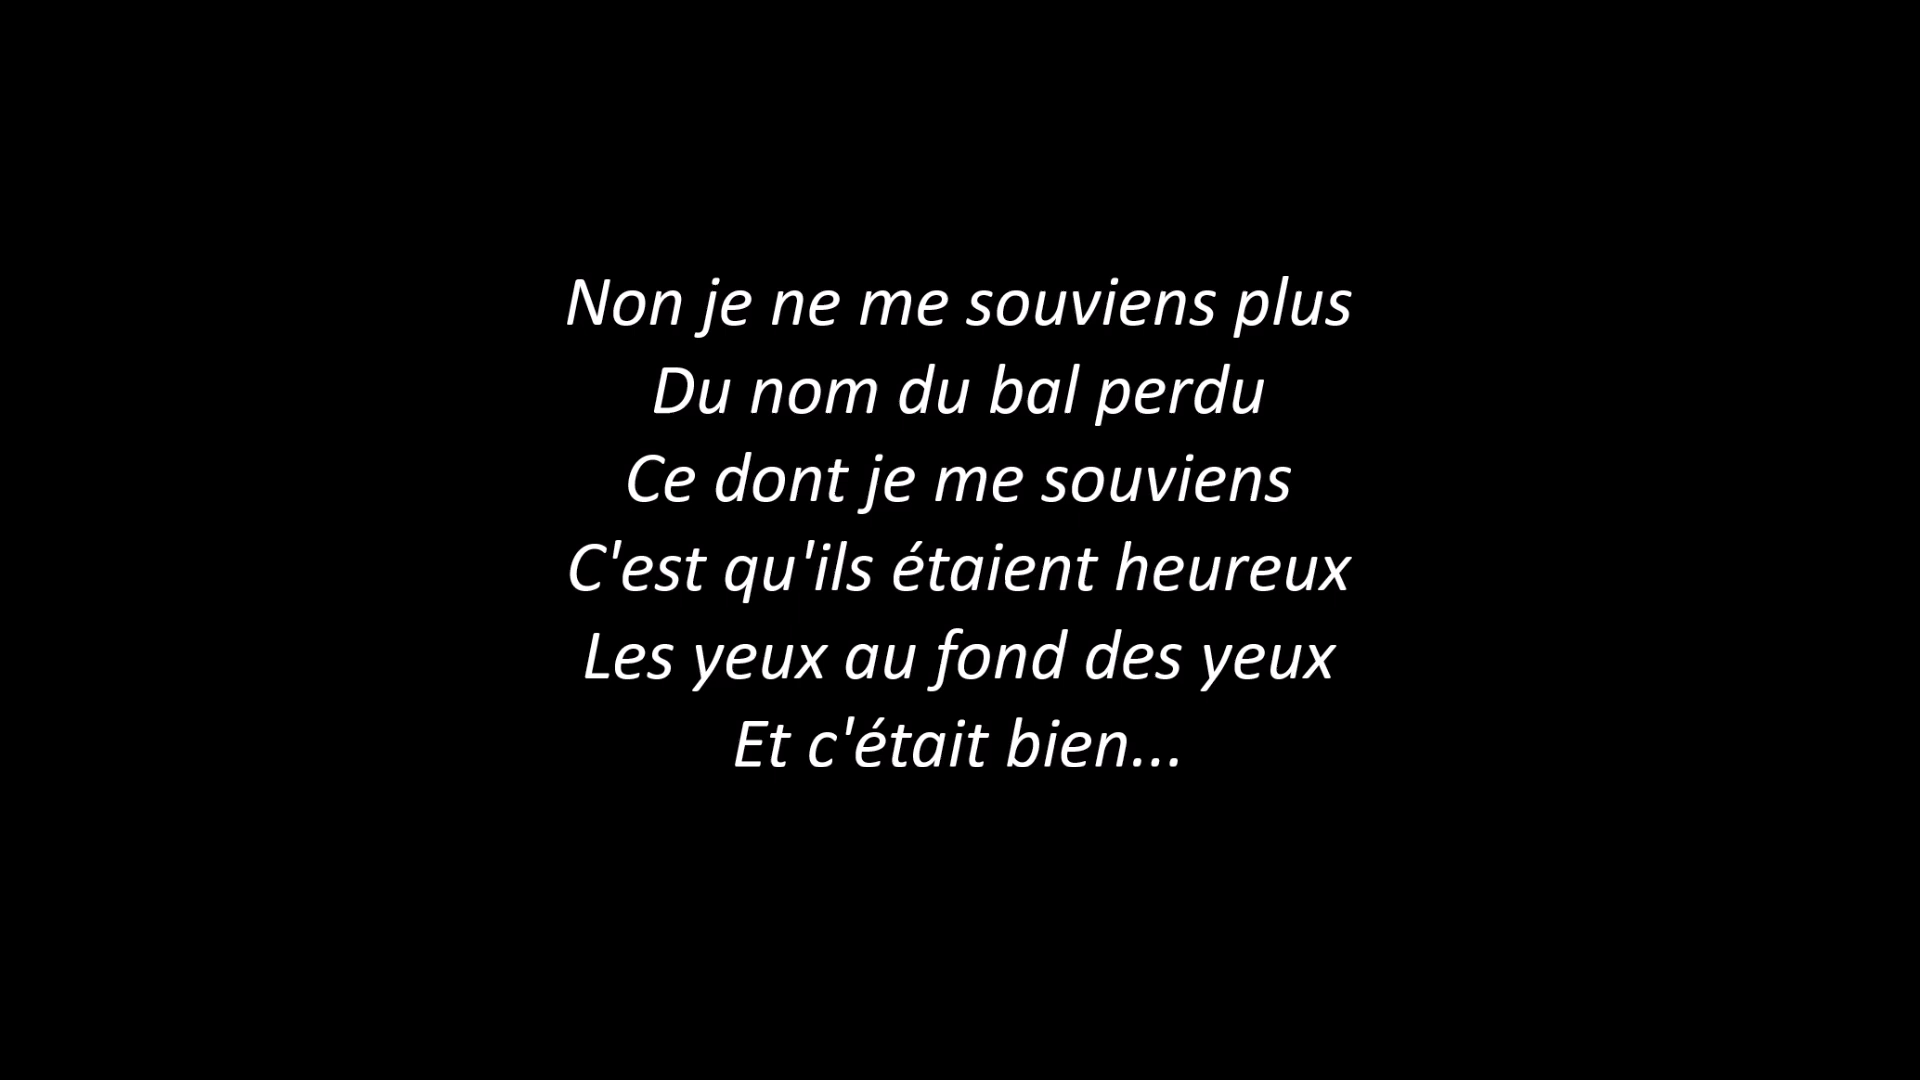 Non je ne me souviens plus
Du nom du bal perdu
Ce dont je me souviens
C'est qu'ils étaient heureux
Les yeux au fond des yeux
Et c'était bien...